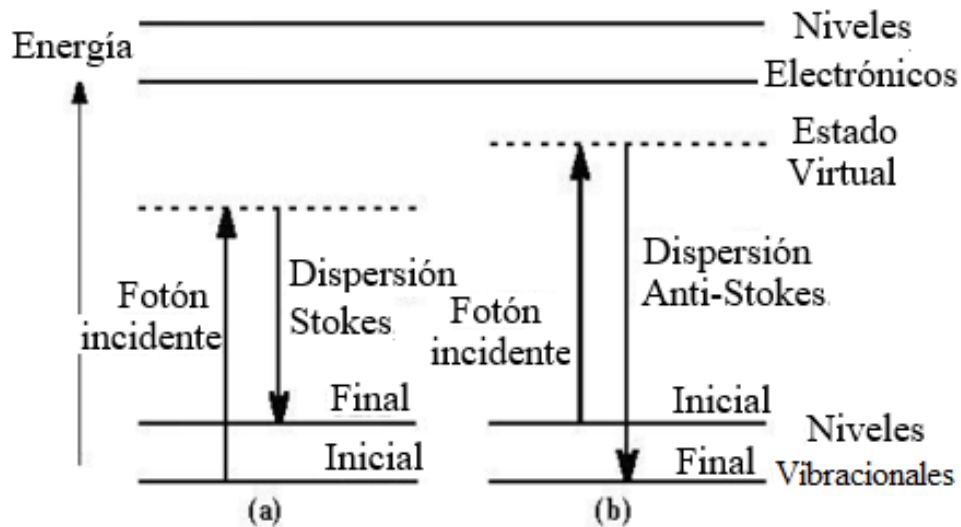 Niveles
Energía
Electrónicos
Estado
Virtual
Dispersión
Stokes
Fotón
incidente
Dispersión
Anti-Stokes
Fotón
incidente
Final
Inicial
Inicial
Final
Niveles
Vibracionales
(a)
(b)